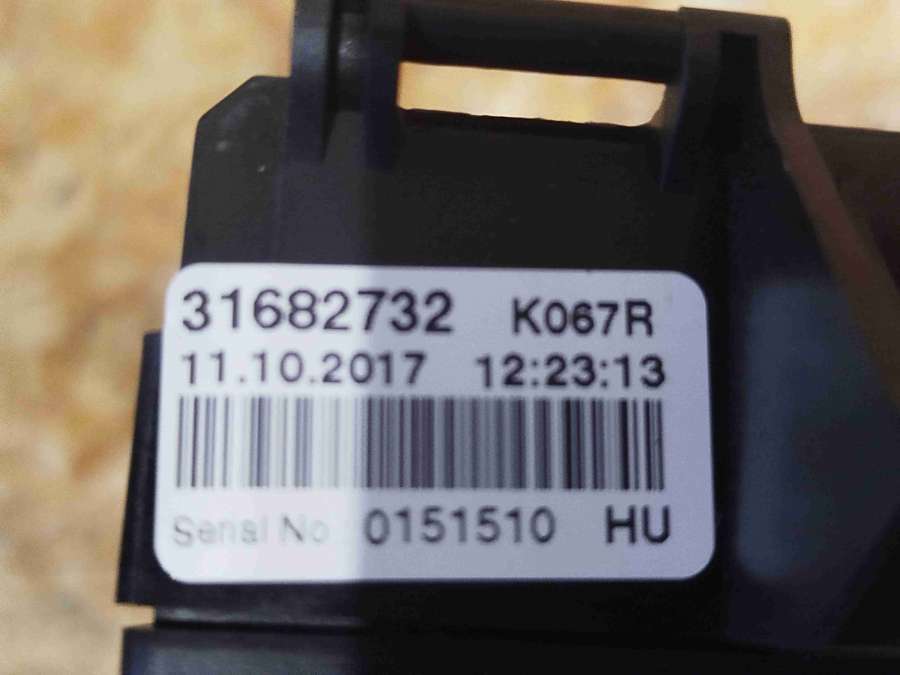 31682732 K067R
11.10.2017 12:23:13
Serial No 0151510 HU